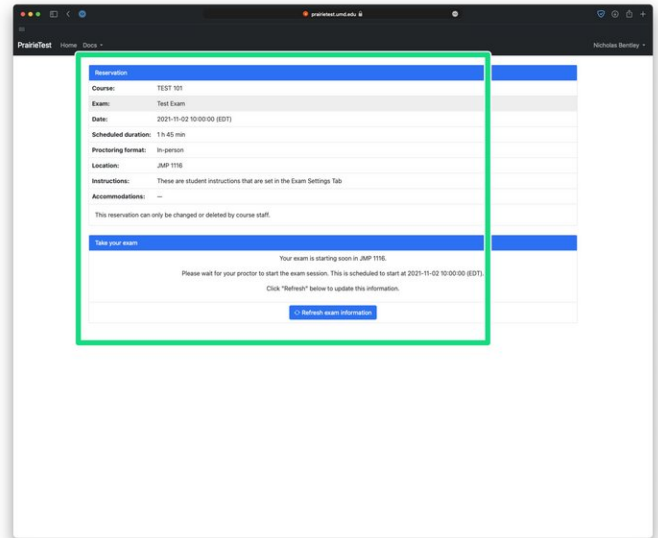 prairietest.umd.edu
PrairieTest Home Docs
Nicholas Bentley
Reservation
Course: TEST 101
Exam: Test Exam
Date: 2021-11-02 10:00:00 (EDT)
Scheduled duration: 1 h 45 min
Proctoring format: In-person
Location: JMP 1116
Instructions: These are student instructions that are set in the Exam Settings Tab
Accommodations: —
This reservation can only be changed or deleted by course staff.
Take your exam
Your exam is starting soon in JMP 1116.
Please wait for your proctor to start the exam session. This is scheduled to start at 2021-11-02 10:00:00 (EDT).
Click "Refresh" below to update this information.
Refresh exam information